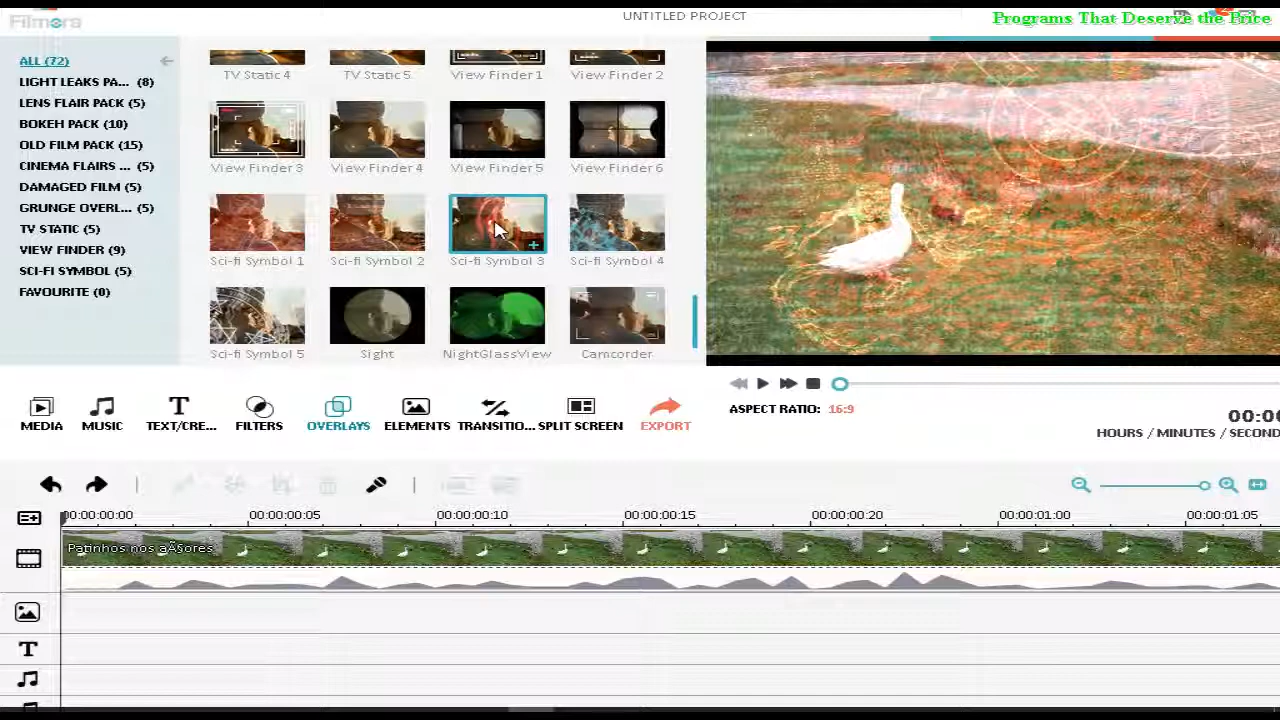 Filmora
UNTITLED PROJECT
Programs That Deserve the Price
ALL (72)
LIGHT LEAKS PA... (8)
LENS FLAIR PACK (5)
BOKEH PACK (10)
OLD FILM PACK (15)
CINEMA FLAIRS ... (5)
DAMAGED FILM (5)
GRUNGE OVERL... (5)
TV STATIC (5)
VIEW FINDER (9)
SCI-FI SYMBOL (5)
FAVOURITE (0)
TV Static 4 TV Static 5 View Finder 1 View Finder 2
View Finder 3 View Finder 4 View Finder 5 View Finder 6
Sci-fi Symbol 1 Sci-fi Symbol 2 Sci-fi Symbol 3 Sci-fi Symbol 4
Sci-fi Symbol 5 Sight NightGlassView Camcorder
MEDIA MUSIC TEXT/CRE... FILTERS OVERLAYS ELEMENTS TRANSITIO... SPLIT SCREEN EXPORT
ASPECT RATIO: 16:9
00:00
HOURS / MINUTES / SECOND
00:00:00:00 00:00:00:05 00:00:00:10 00:00:00:15 00:00:00:20 00:00:01:00 00:00:01:05
Patinhos nos aÃ§ores